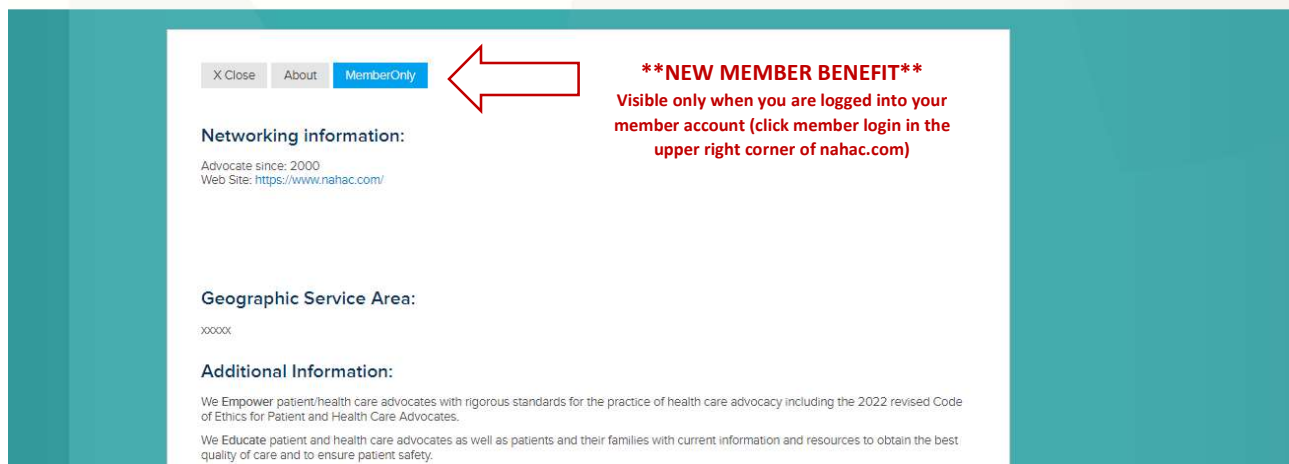 X Close About MemberOnly
**NEW MEMBER BENEFIT**
Visible only when you are logged into your
member account (click member login in the
upper right corner of nahac.com)
Networking information:
Advocate since: 2000
Web Site: https://www.nahac.com/
Geographic Service Area:
xxxxx
Additional Information:
We Empower patient/health care advocates with rigorous standards for the practice of health care advocacy including the 2022 revised Code
of Ethics for Patient and Health Care Advocates.
We Educate patient and health care advocates as well as patients and their families with current information and resources to obtain the best
quality of care and to ensure patient safety.